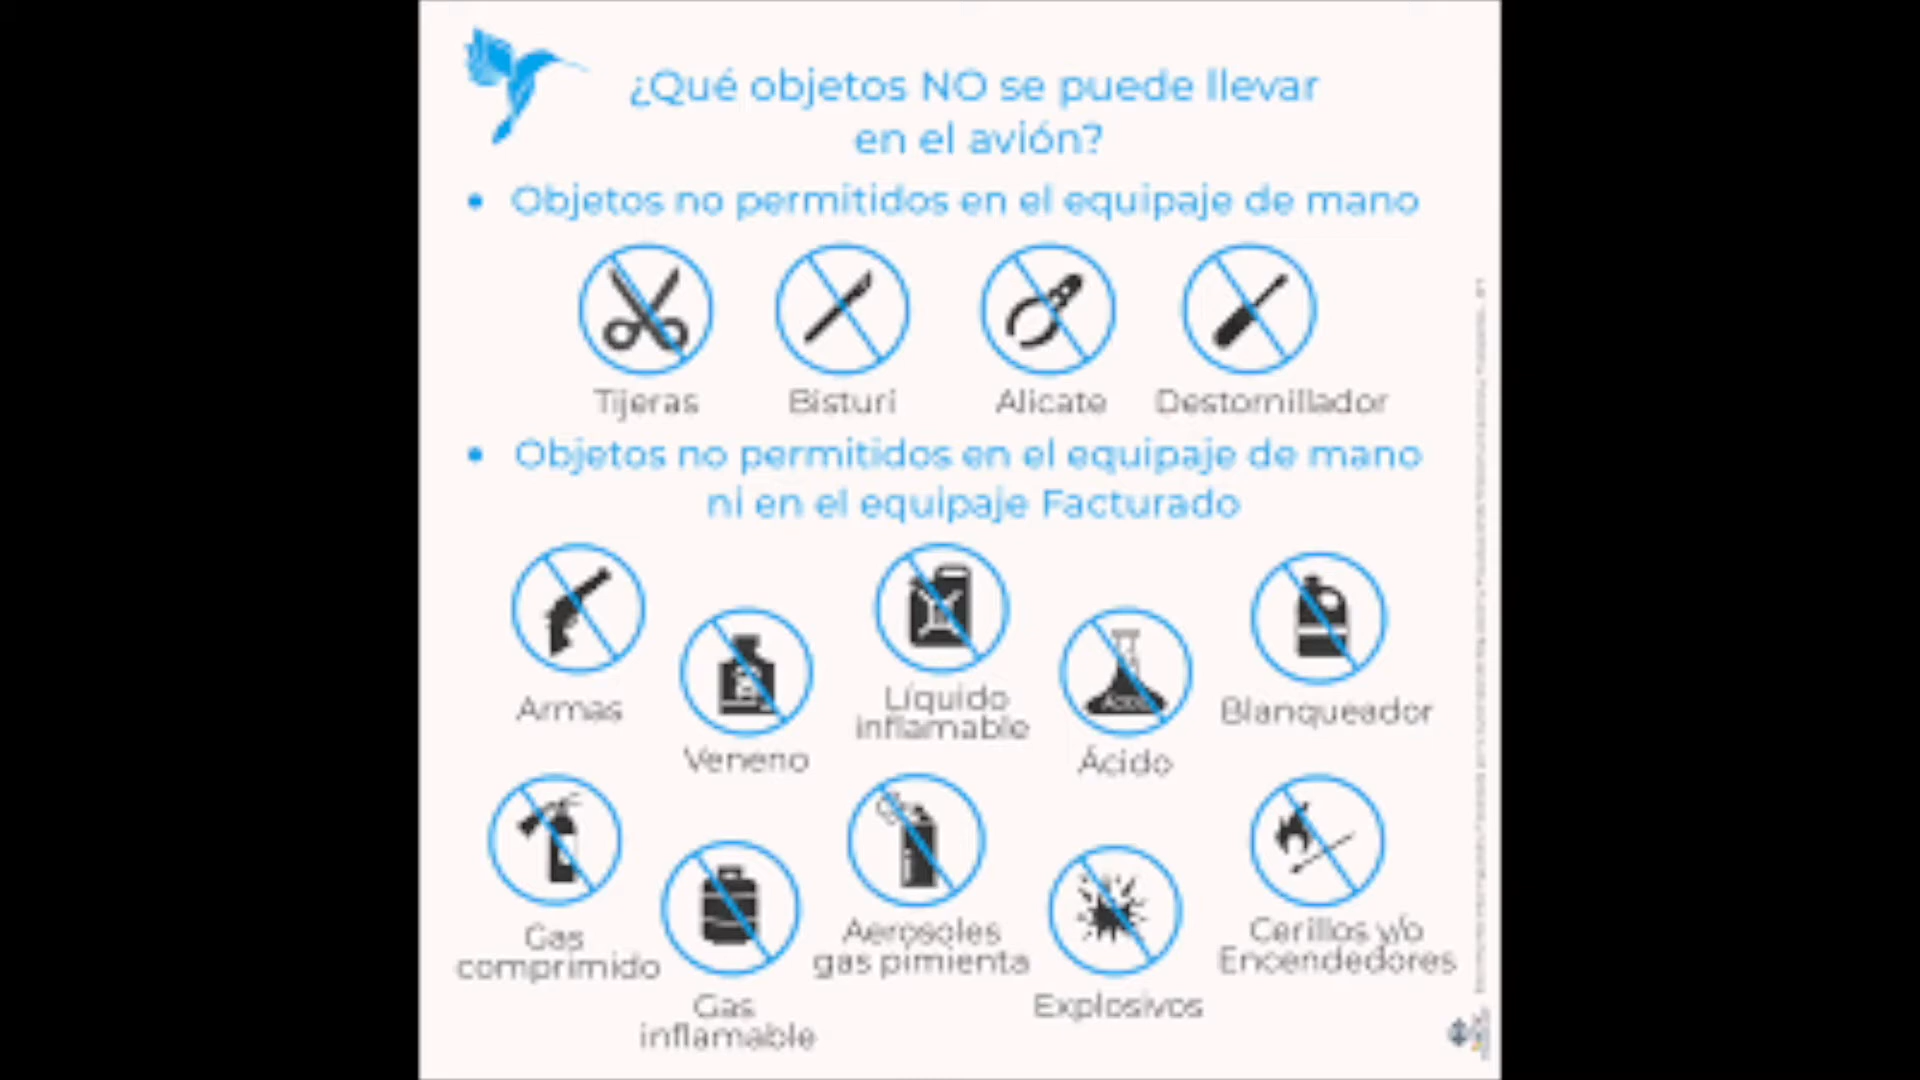 ¿Qué objetos NO se puede llevar
en el avión?
• Objetos no permitidos en el equipaje de mano
Tijeras
Bisturí
Alicate
Destornillador
• Objetos no permitidos en el equipaje de mano
ni en el equipaje Facturado
Armas
Veneno
Líquido
inflamable
Ácido
Blanqueador
Gas
comprimido
Gas
inflamable
Aerosoles
gas pimienta
Explosivos
Cerillos y/o
Encendedores